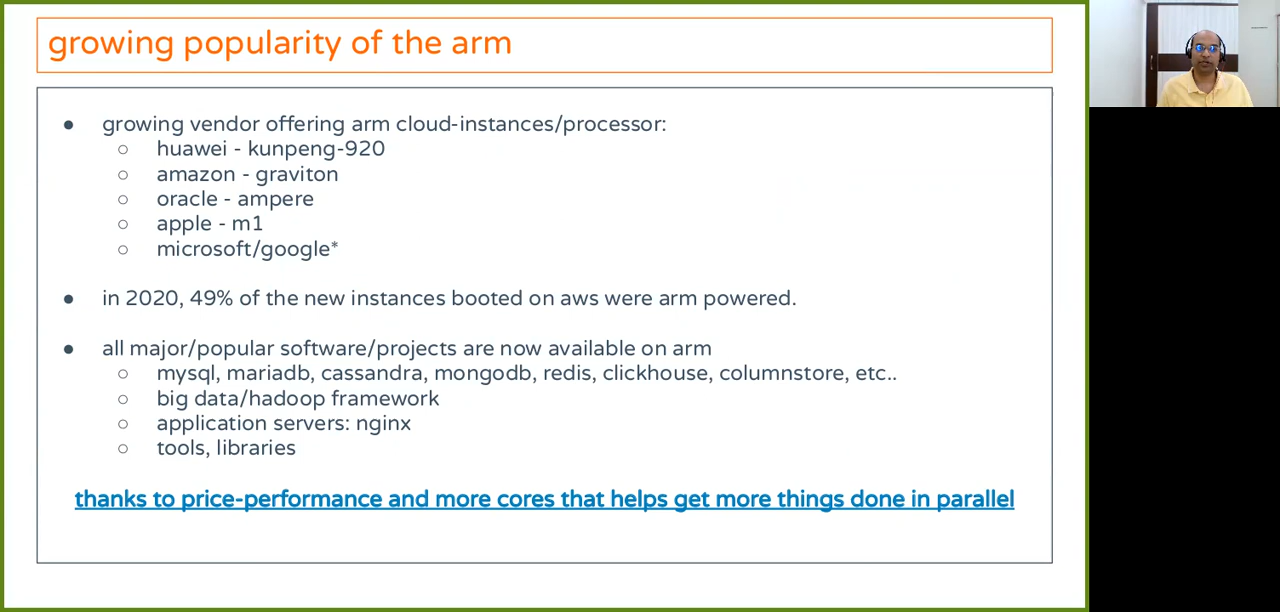 growing popularity of the arm
● growing vendor offering arm cloud-instances/processor:
○ huawei - kunpeng-920
○ amazon - graviton
○ oracle - ampere
○ apple - m1
○ microsoft/google*
● in 2020, 49% of the new instances booted on aws were arm powered.
● all major/popular software/projects are now available on arm
○ mysql, mariadb, cassandra, mongodb, redis, clickhouse, columnstore, etc..
○ big data/hadoop framework
○ application servers: nginx
○ tools, libraries
thanks to price-performance and more cores that helps get more things done in parallel